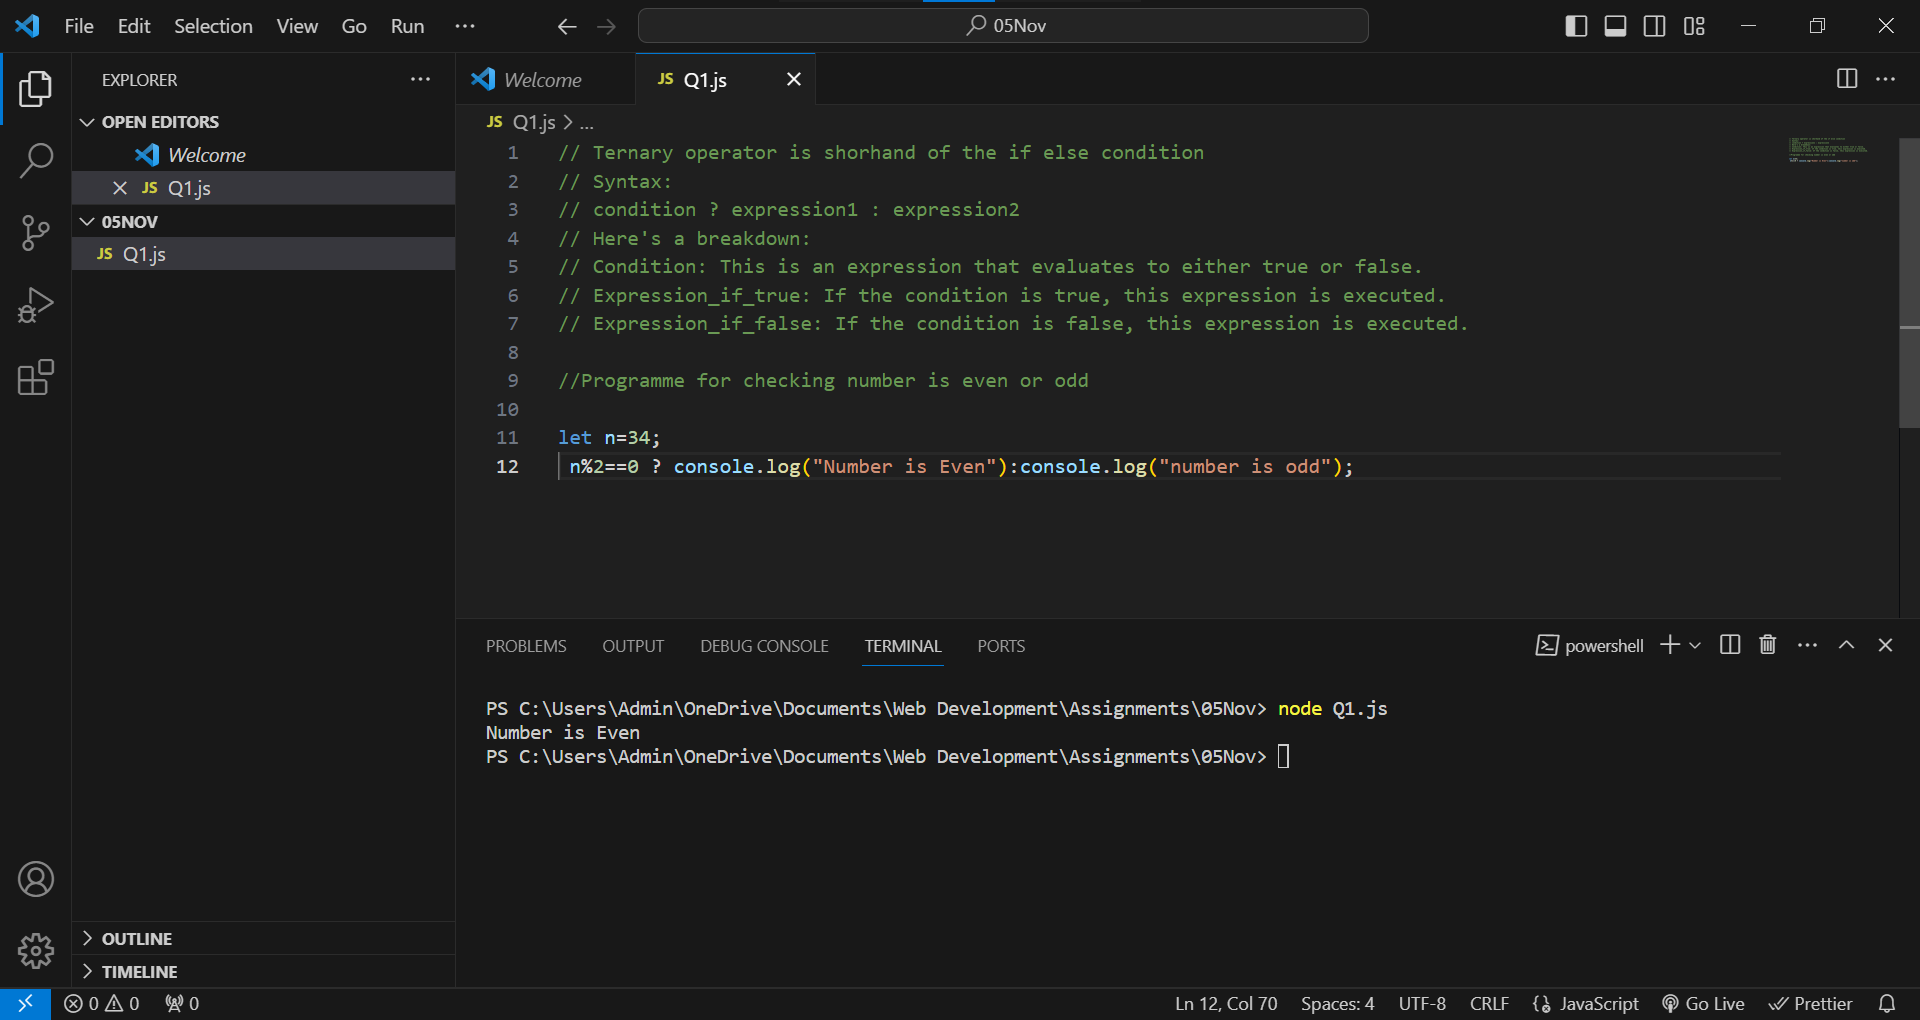 File Edit Selection View Go Run ...
05Nov
EXPLORER
OPEN EDITORS
Welcome
JS Q1.js
05NOV
JS Q1.js
OUTLINE
TIMELINE
Welcome
JS Q1.js
JS Q1.js > ...
1 // Ternary operator is shorhand of the if else condition
2 // Syntax:
3 // condition ? expression1 : expression2
4 // Here's a breakdown:
5 // Condition: This is an expression that evaluates to either true or false.
6 // Expression_if_true: If the condition is true, this expression is executed.
7 // Expression_if_false: If the condition is false, this expression is executed.
8
9 //Programme for checking number is even or odd
10
11 let n=34;
12 n%2==0 ? console.log("Number is Even"):console.log("number is odd");
PROBLEMS OUTPUT DEBUG CONSOLE TERMINAL PORTS
powershell
PS C:\Users\Admin\OneDrive\Documents\Web Development\Assignments\05Nov> node Q1.js
Number is Even
PS C:\Users\Admin\OneDrive\Documents\Web Development\Assignments\05Nov>
0 0 0
Ln 12, Col 70 Spaces: 4 UTF-8 CRLF JavaScript Go Live Prettier